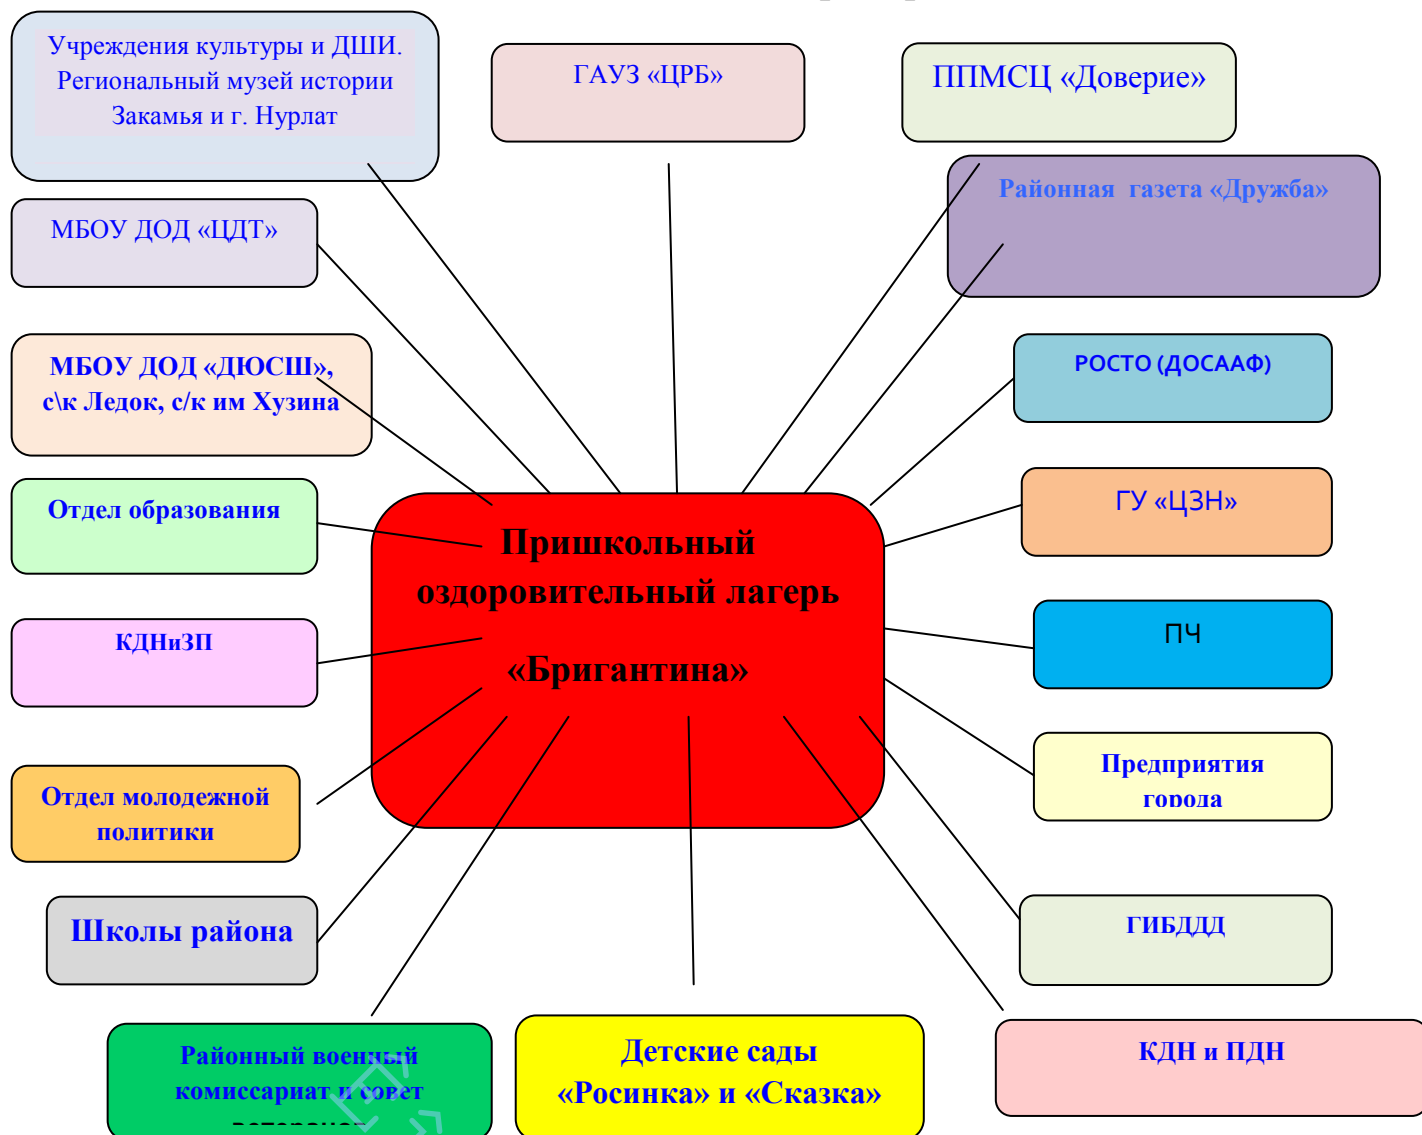 Учреждения культуры и ДШИ.
Региональный музей истории
Закамья и г. Нурлат
ГАУЗ «ЦРБ»
ППМСЦ «Доверие»
Районная газета «Дружба»
МБОУ ДОД «ЦДТ»
МБОУ ДОД «ДЮСШ»,
с\к Ледок, с/к им Хузина
РОСТО (ДОСААФ)
Отдел образования
ГУ «ЦЗН»
Пришкольный
оздоровительный лагерь
«Бригантина»
КДНиЗП
ПЧ
Отдел молодежной
политики
Предприятия
города
Школы района
ГИБДДД
Районный военный
комиссариат и совет
ветеранов
Детские сады
«Росинка» и «Сказка»
КДН и ПДН